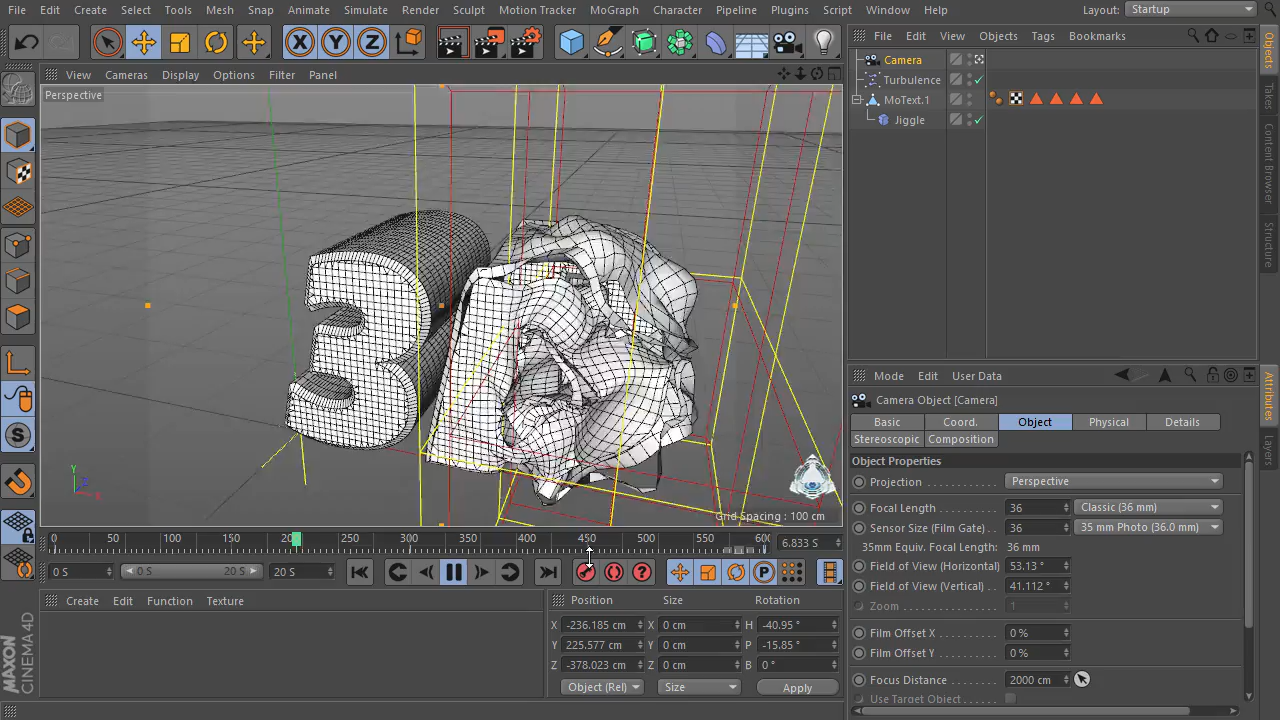 File Edit Create Select Tools Mesh Snap Animate Simulate Render Sculpt Motion Tracker MoGraph Character Pipeline Plugins Script Window Help Layout: Startup
X Y Z
File Edit View Objects Tags Bookmarks
View Cameras Display Options Filter Panel
Perspective
Camera
Turbulence
MoText.1
Jiggle
Objects
Takes
Content Browser
Grid Spacing : 100 cm
Mode Edit User Data
Camera Object [Camera]
Basic Coord. Object Physical Details
Stereoscopic Composition
Object Properties
Projection Perspective
Focal Length 36 Classic (36 mm)
Sensor Size (Film Gate) 36 35 mm Photo (36.0 mm)
35mm Equiv. Focal Length: 36 mm
Field of View (Horizontal) 53.13 °
Field of View (Vertical) 41.112 °
Zoom 1
Film Offset X 0 %
Film Offset Y 0 %
Focus Distance 2000 cm
Use Target Object
Attributes
Layers
0 50 100 150 200 300 350 400 450 500 550 600 6.833 S
0 S 0 S 20 S 20 S
Create Edit Function Texture
Position Size Rotation
X -236.185 cm X 0 cm H -40.95 °
Y 225.577 cm Y 0 cm P -15.85 °
Z -378.023 cm Z 0 cm B 0 °
Object (Rel) Size Apply
MAXON CINEMA 4D